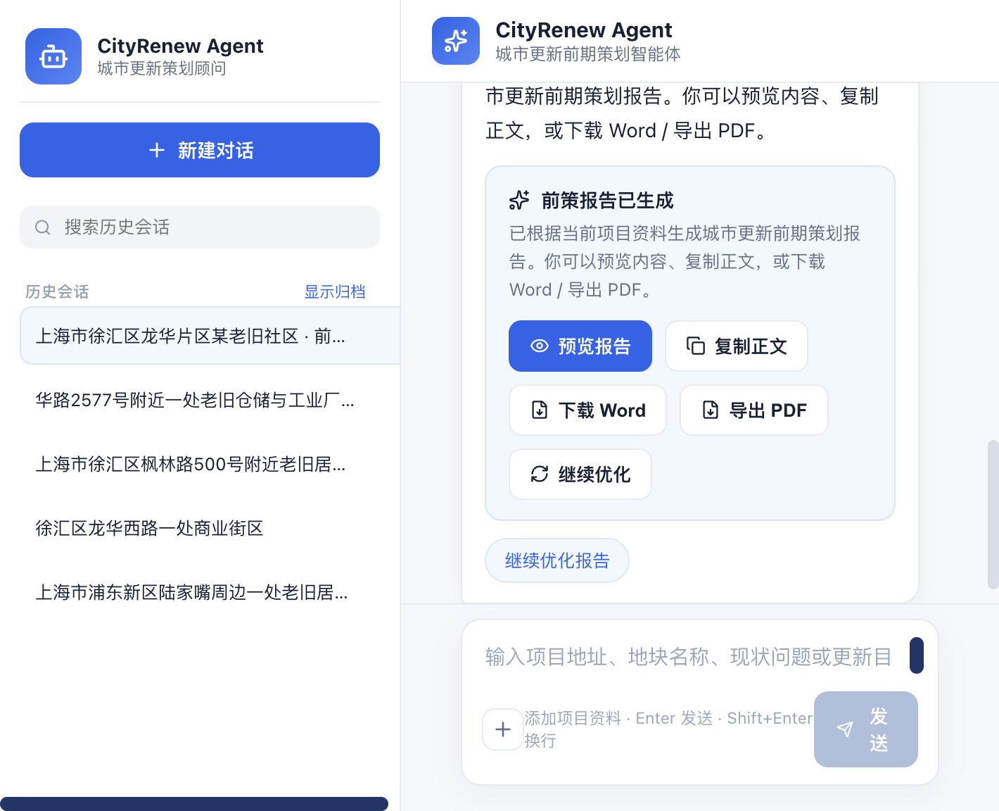 CityRenew Agent
城市更新策划顾问
新建对话
搜索历史会话
历史会话
显示归档
上海市徐汇区龙华片区某老旧社区 · 前...
华路2577号附近一处老旧仓储与工业厂...
上海市徐汇区枫林路500号附近老旧居...
徐汇区龙华西路一处商业街区
上海市浦东新区陆家嘴周边一处老旧居...
CityRenew Agent
城市更新前期策划智能体
市更新前期策划报告。你可以预览内容、复制
正文，或下载 Word / 导出 PDF。
前策报告已生成
已根据当前项目资料生成城市更新前期策划报
告。你可以预览内容、复制正文，或下载
Word / 导出 PDF。
预览报告
复制正文
下载 Word
导出 PDF
继续优化
继续优化报告
输入项目地址、地块名称、现状问题或更新目
添加项目资料 · Enter 发送 · Shift+Enter
换行
发
送